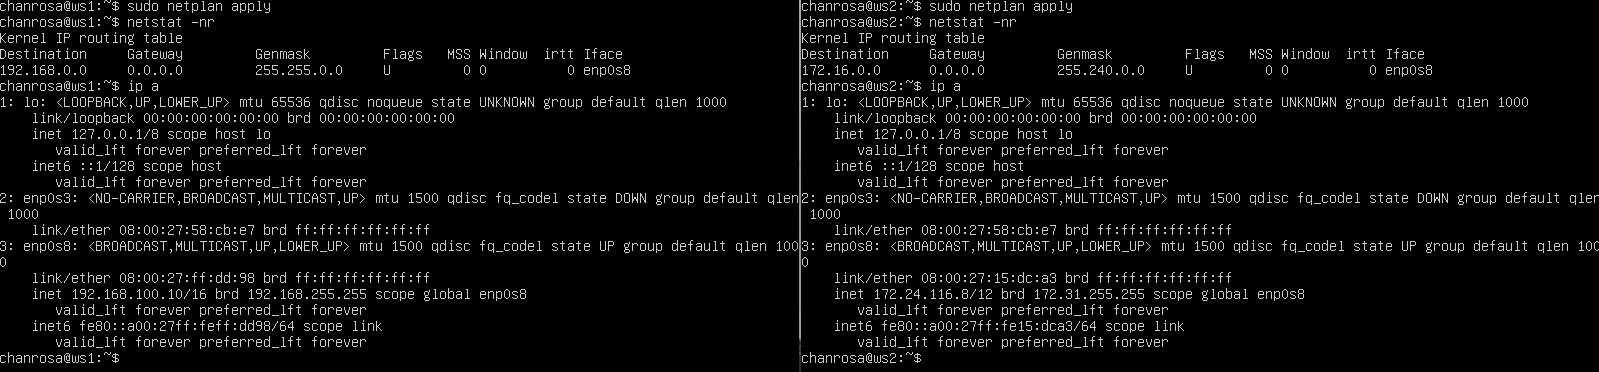 chanrosa@ws1:~$ sudo netplan apply
chanrosa@ws1:~$ netstat -nr
Kernel IP routing table
Destination     Gateway         Genmask         Flags   MSS Window  irtt Iface
192.168.0.0     0.0.0.0         255.255.0.0     U         0 0          0 enp0s8
chanrosa@ws1:~$ ip a
1: lo: <LOOPBACK,UP,LOWER_UP> mtu 65536 qdisc noqueue state UNKNOWN group default qlen 1000
    link/loopback 00:00:00:00:00:00 brd 00:00:00:00:00:00
    inet 127.0.0.1/8 scope host lo
       valid_lft forever preferred_lft forever
    inet6 ::1/128 scope host
       valid_lft forever preferred_lft forever
2: enp0s3: <NO-CARRIER,BROADCAST,MULTICAST,UP> mtu 1500 qdisc fq_codel state DOWN group default qlen
 1000
    link/ether 08:00:27:58:cb:e7 brd ff:ff:ff:ff:ff:ff
3: enp0s8: <BROADCAST,MULTICAST,UP,LOWER_UP> mtu 1500 qdisc fq_codel state UP group default qlen 100
0
    link/ether 08:00:27:ff:dd:98 brd ff:ff:ff:ff:ff:ff
    inet 192.168.100.10/16 brd 192.168.255.255 scope global enp0s8
       valid_lft forever preferred_lft forever
    inet6 fe80::a00:27ff:feff:dd98/64 scope link
       valid_lft forever preferred_lft forever
chanrosa@ws1:~$
chanrosa@ws2:~$ sudo netplan apply
chanrosa@ws2:~$ netstat -nr
Kernel IP routing table
Destination     Gateway         Genmask         Flags   MSS Window  irtt Iface
172.16.0.0      0.0.0.0         255.240.0.0     U         0 0          0 enp0s8
chanrosa@ws2:~$ ip a
1: lo: <LOOPBACK,UP,LOWER_UP> mtu 65536 qdisc noqueue state UNKNOWN group default qlen 1000
    link/loopback 00:00:00:00:00:00 brd 00:00:00:00:00:00
    inet 127.0.0.1/8 scope host lo
       valid_lft forever preferred_lft forever
    inet6 ::1/128 scope host
       valid_lft forever preferred_lft forever
2: enp0s3: <NO-CARRIER,BROADCAST,MULTICAST,UP> mtu 1500 qdisc fq_codel state DOWN group default qlen
 1000
    link/ether 08:00:27:58:cb:e7 brd ff:ff:ff:ff:ff:ff
3: enp0s8: <BROADCAST,MULTICAST,UP,LOWER_UP> mtu 1500 qdisc fq_codel state UP group default qlen 100
0
    link/ether 08:00:27:15:dc:a3 brd ff:ff:ff:ff:ff:ff
    inet 172.24.116.8/12 brd 172.31.255.255 scope global enp0s8
       valid_lft forever preferred_lft forever
    inet6 fe80::a00:27ff:fe15:dca3/64 scope link
       valid_lft forever preferred_lft forever
chanrosa@ws2:~$